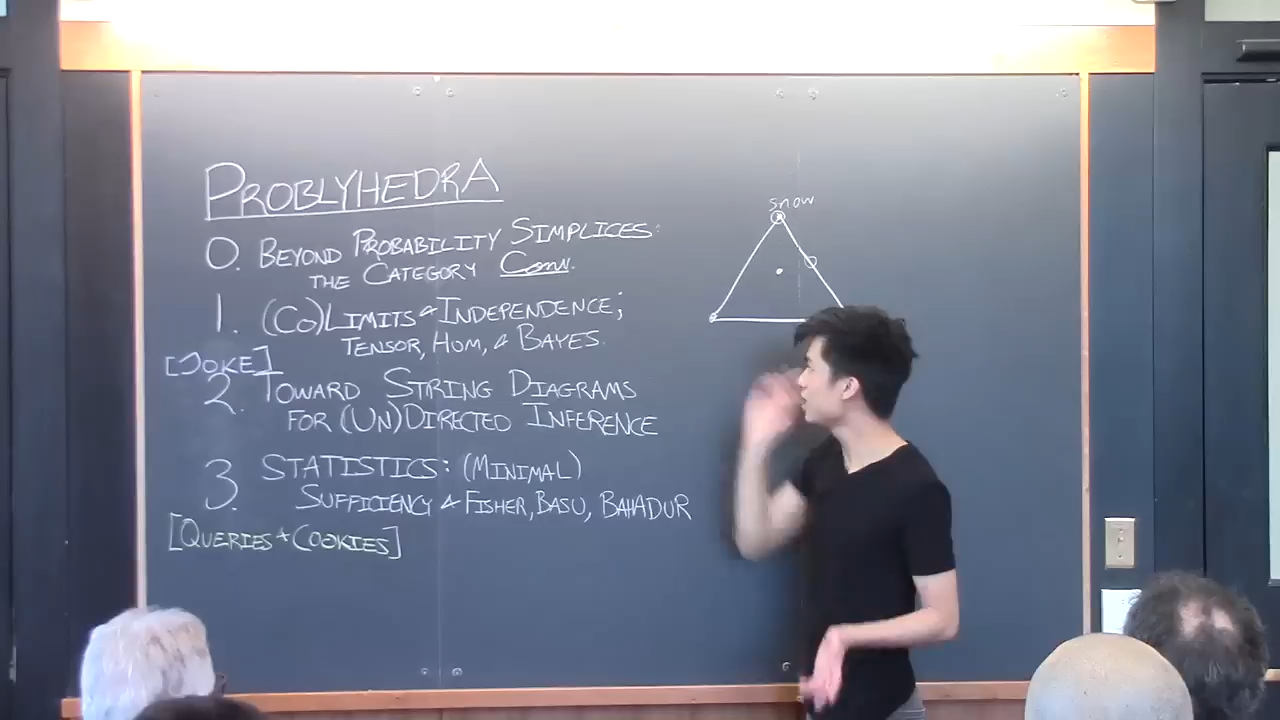 PROBLYHEDRA
0. BEYOND PROBABILITY SIMPLICES:
THE CATEGORY Conv.
1. (CO)LIMITS & INDEPENDENCE;
TENSOR, HOM, & BAYES.
[JOKE]
2. TOWARD STRING DIAGRAMS
FOR (UN)DIRECTED INFERENCE
3. STATISTICS: (MINIMAL)
SUFFICIENCY & FISHER, BASU, BAHADUR
[QUERIES + COOKIES]
snow